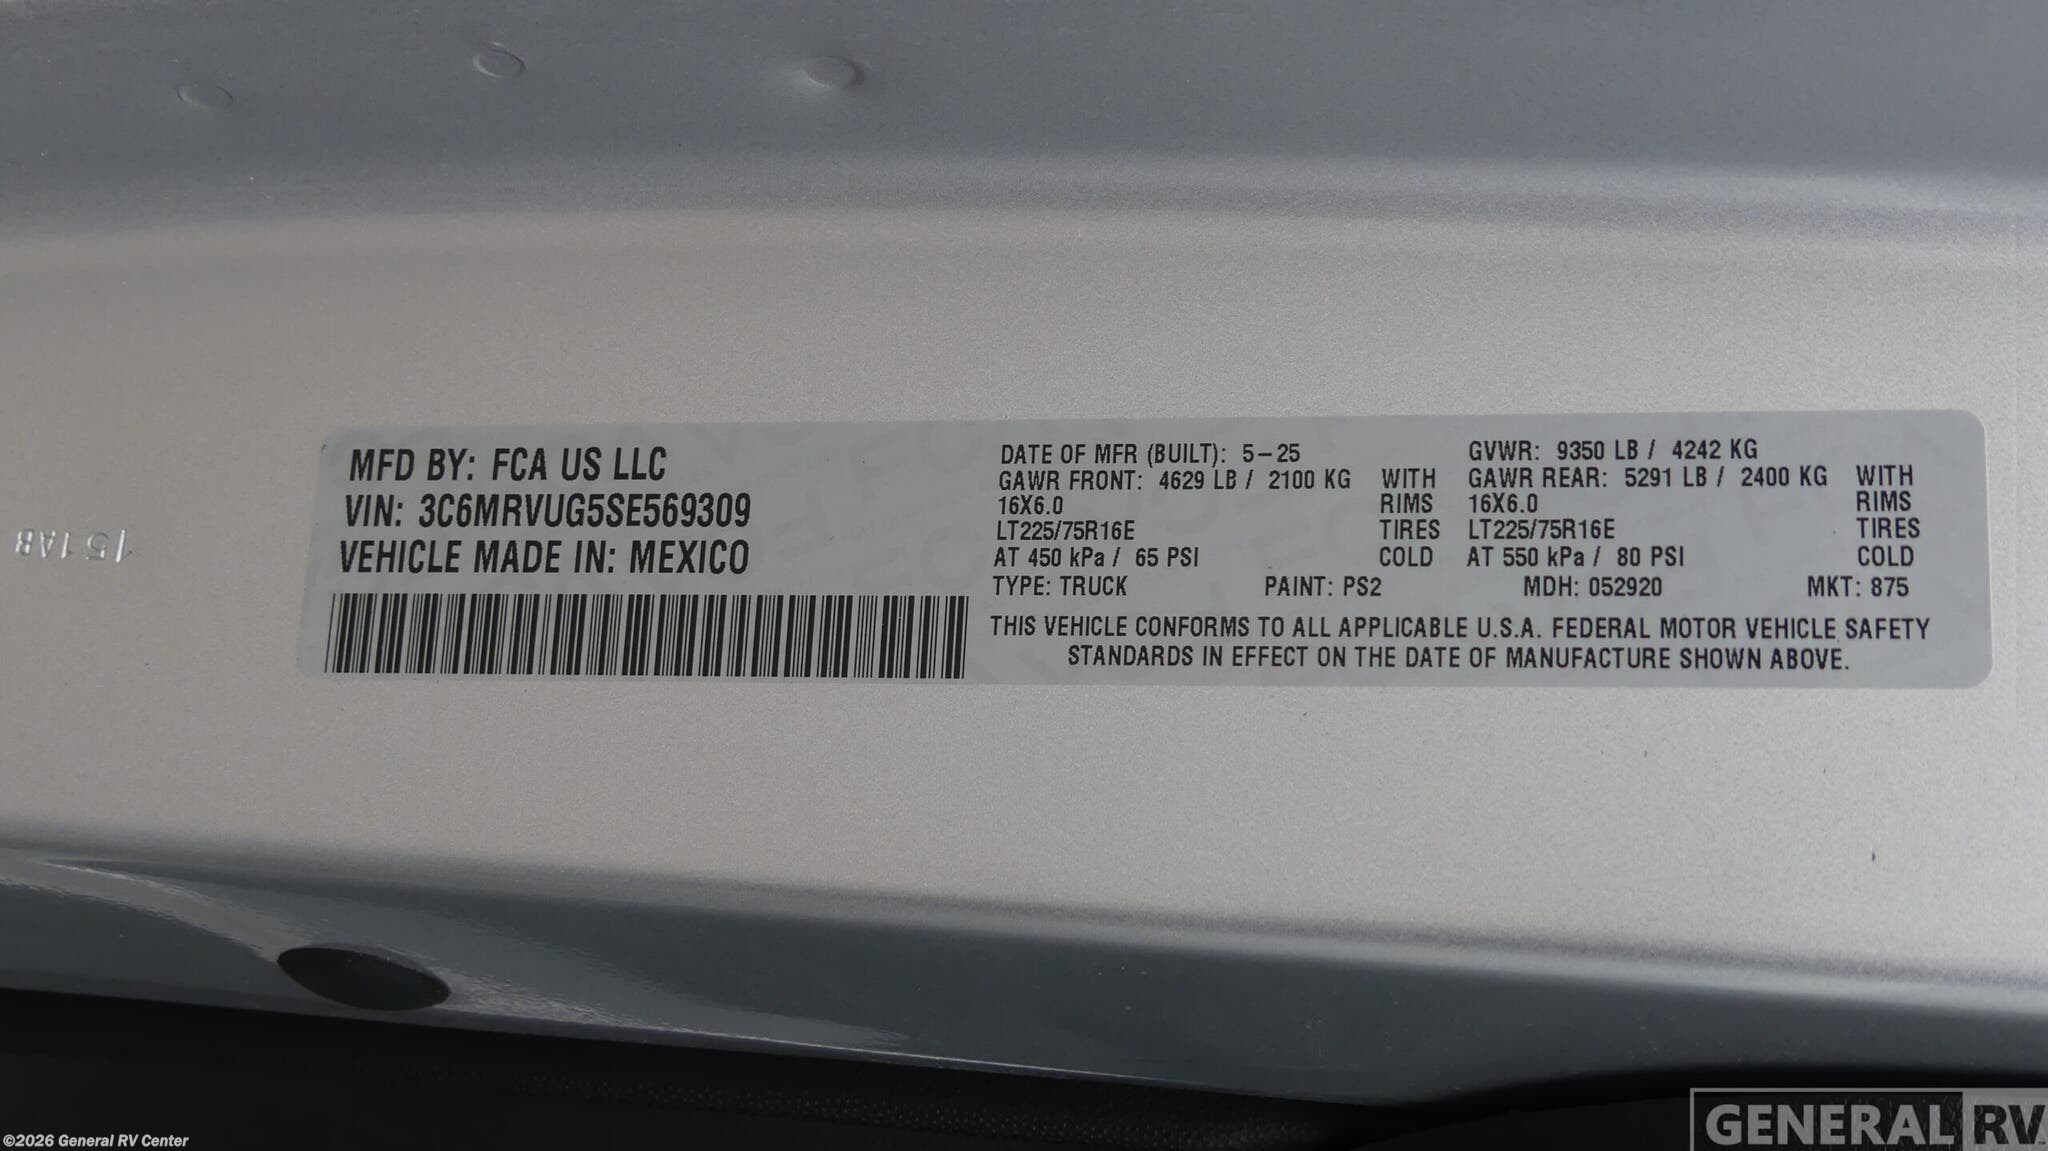 MFD BY: FCA US LLC
VIN: 3C6MRVUG5SE569309
VEHICLE MADE IN: MEXICO
DATE OF MFR (BUILT): 5-25
GAWR FRONT: 4629 LB / 2100 KG WITH
16X6.0 RIMS
LT225/75R16E TIRES
AT 450 kPa / 65 PSI COLD
GVWR: 9350 LB / 4242 KG
GAWR REAR: 5291 LB / 2400 KG WITH
16X6.0 RIMS
LT225/75R16E TIRES
AT 550 kPa / 80 PSI COLD
TYPE: TRUCK PAINT: PS2 MDH: 052920 MKT: 875
THIS VEHICLE CONFORMS TO ALL APPLICABLE U.S.A. FEDERAL MOTOR VEHICLE SAFETY
STANDARDS IN EFFECT ON THE DATE OF MANUFACTURE SHOWN ABOVE.
151AB
©2026 General RV Center
GENERAL RV